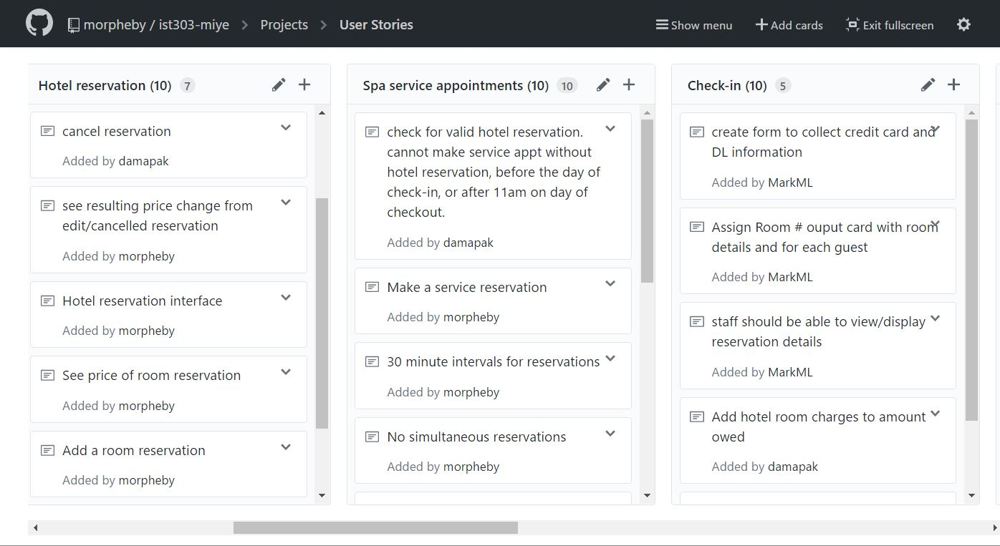 morpheby / ist303-miye > Projects > User Stories
Show menu
Add cards
Exit fullscreen
Hotel reservation (10) 7
cancel reservation
Added by damapak
see resulting price change from
edit/cancelled reservation
Added by morpheby
Hotel reservation interface
Added by morpheby
See price of room reservation
Added by morpheby
Add a room reservation
Added by morpheby
Spa service appointments (10) 10
check for valid hotel reservation.
cannot make service appt without
hotel reservation, before the day of
check-in, or after 11am on day of
checkout.
Added by damapak
Make a service reservation
Added by morpheby
30 minute intervals for reservations
Added by morpheby
No simultaneous reservations
Added by morpheby
Check-in (10) 5
create form to collect credit card and
DL information
Added by MarkML
Assign Room # ouput card with room
details and for each guest
Added by MarkML
staff should be able to view/display
reservation details
Added by MarkML
Add hotel room charges to amount
owed
Added by damapak